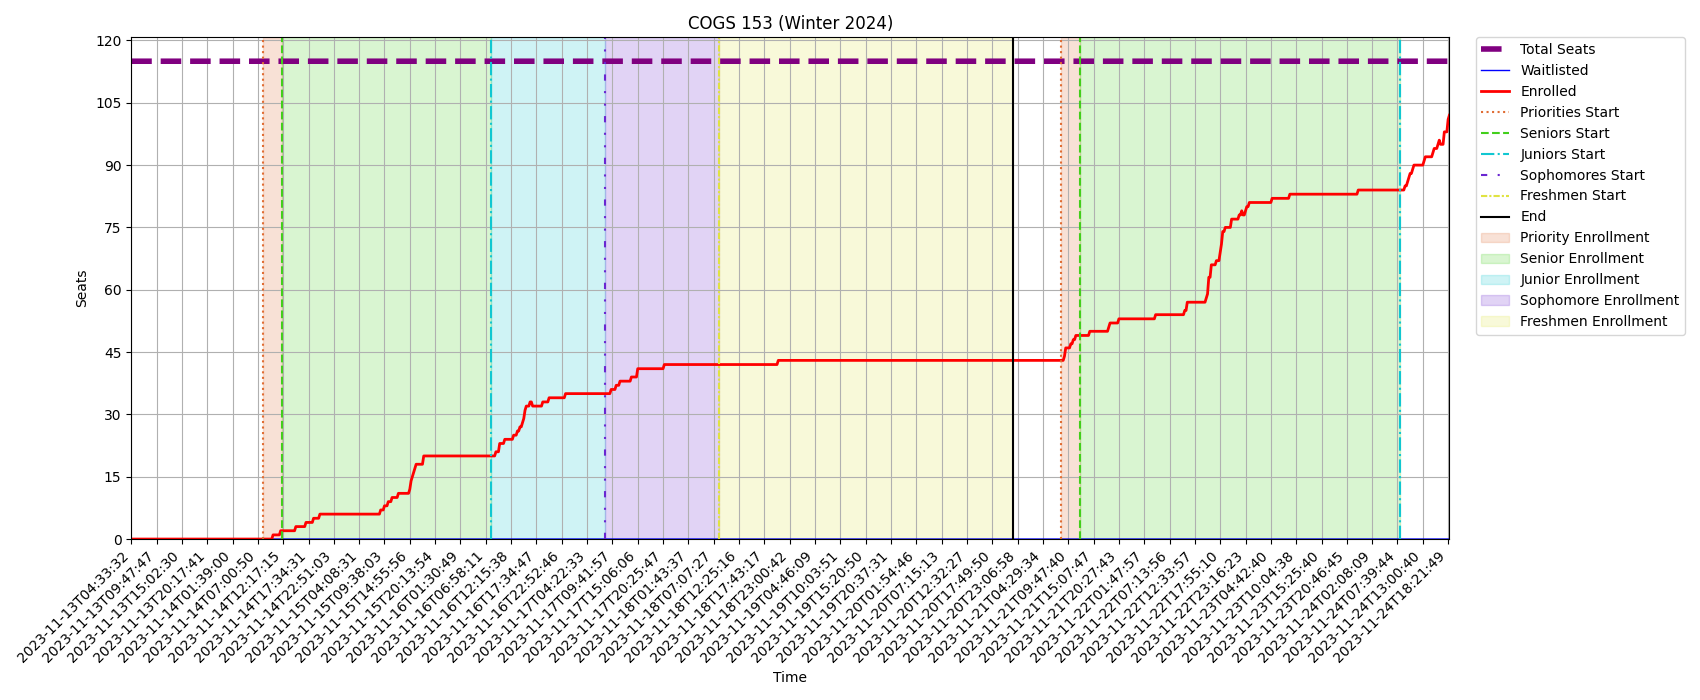 COGS 153 (Winter 2024)
120
105
90
75
60
45
30
15
0
Seats
2023-11-13T04:33:32
2023-11-13T09:47:47
2023-11-13T15:02:30
2023-11-13T20:17:41
2023-11-14T01:39:00
2023-11-14T07:00:50
2023-11-14T12:17:15
2023-11-14T17:34:31
2023-11-14T22:51:03
2023-11-15T04:08:31
2023-11-15T09:38:03
2023-11-15T14:55:56
2023-11-15T20:13:54
2023-11-16T01:30:49
2023-11-16T06:58:11
2023-11-16T12:15:38
2023-11-16T17:34:47
2023-11-16T22:52:46
2023-11-17T04:22:33
2023-11-17T09:41:57
2023-11-17T15:06:06
2023-11-17T20:25:47
2023-11-18T01:43:37
2023-11-18T07:07:27
2023-11-18T12:25:16
2023-11-18T17:43:17
2023-11-18T23:00:42
2023-11-19T04:46:09
2023-11-19T10:03:51
2023-11-19T15:20:50
2023-11-19T20:37:31
2023-11-20T01:54:46
2023-11-20T07:15:13
2023-11-20T12:32:27
2023-11-20T17:49:50
2023-11-20T23:06:58
2023-11-21T04:29:34
2023-11-21T09:47:40
2023-11-21T15:07:47
2023-11-21T20:27:43
2023-11-22T01:47:57
2023-11-22T07:13:56
2023-11-22T12:33:57
2023-11-22T17:55:10
2023-11-22T23:16:23
2023-11-23T04:42:40
2023-11-23T10:04:38
2023-11-23T15:25:40
2023-11-23T20:46:45
2023-11-24T02:08:09
2023-11-24T07:39:44
2023-11-24T13:00:40
2023-11-24T18:21:49
Time
Total Seats
Waitlisted
Enrolled
Priorities Start
Seniors Start
Juniors Start
Sophomores Start
Freshmen Start
End
Priority Enrollment
Senior Enrollment
Junior Enrollment
Sophomore Enrollment
Freshmen Enrollment